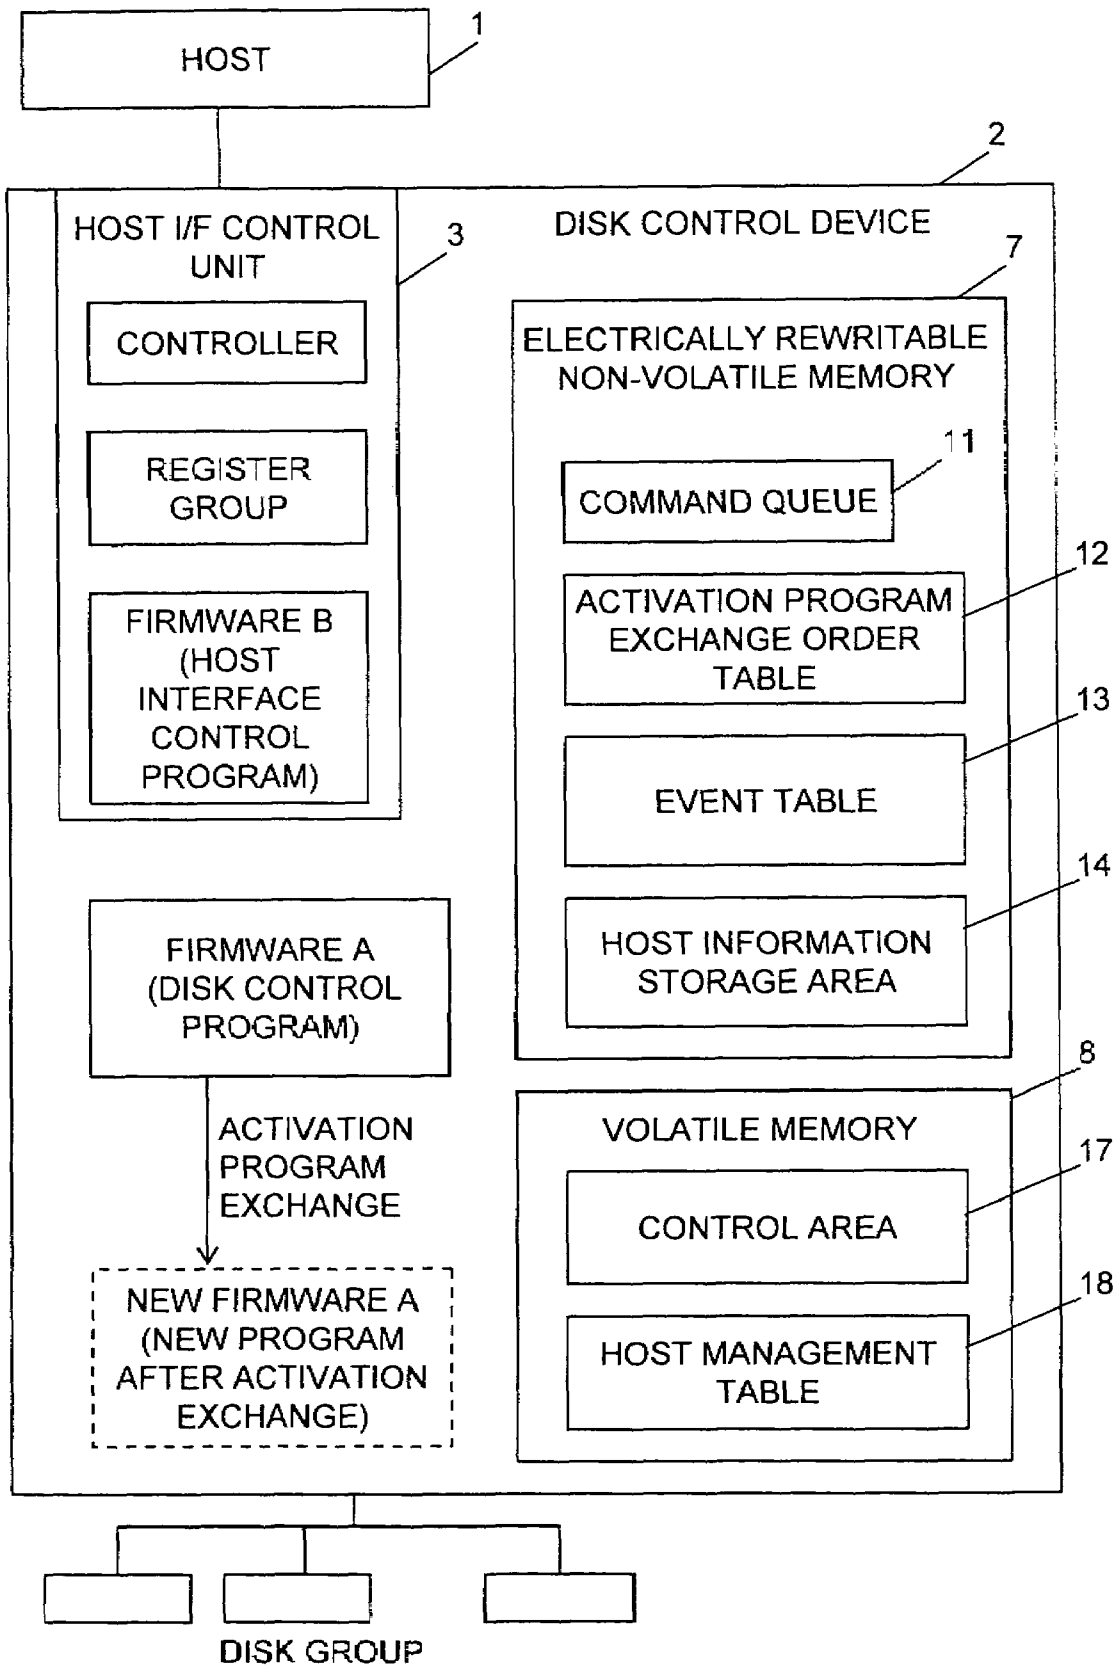 HOST
1
2
HOST I/F CONTROL
UNIT
3
CONTROLLER
REGISTER
GROUP
FIRMWARE B
(HOST
INTERFACE
CONTROL
PROGRAM)
DISK CONTROL DEVICE
7
ELECTRICALLY REWRITABLE
NON-VOLATILE MEMORY
11
COMMAND QUEUE
12
ACTIVATION PROGRAM
EXCHANGE ORDER
TABLE
13
EVENT TABLE
14
HOST INFORMATION
STORAGE AREA
FIRMWARE A
(DISK CONTROL
PROGRAM)
ACTIVATION
PROGRAM
EXCHANGE
NEW FIRMWARE A
(NEW PROGRAM
AFTER ACTIVATION
EXCHANGE)
8
VOLATILE MEMORY
17
CONTROL AREA
18
HOST MANAGEMENT
TABLE
DISK GROUP